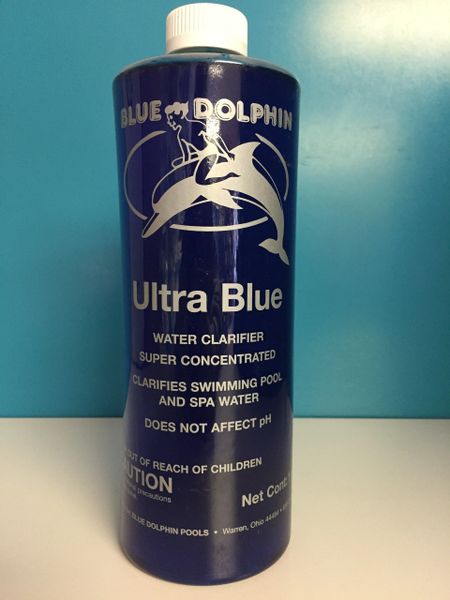 BLUE DOLPHIN
Ultra Blue
WATER CLARIFIER
SUPER CONCENTRATED
CLARIFIES SWIMMING POOL
AND SPA WATER
DOES NOT AFFECT pH
OUT OF REACH OF CHILDREN
UTION
precautions
Net Cont:
BLUE DOLPHIN POOLS • Warren, Ohio 44484 •